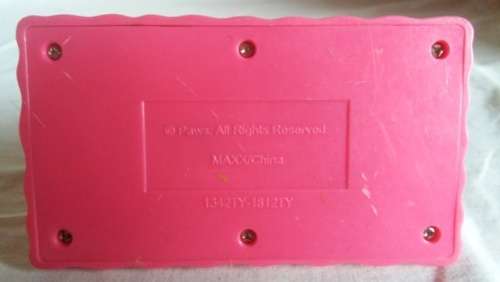 © Paws. All Rights Reserved
MAXX/China
1342TY-1812TY